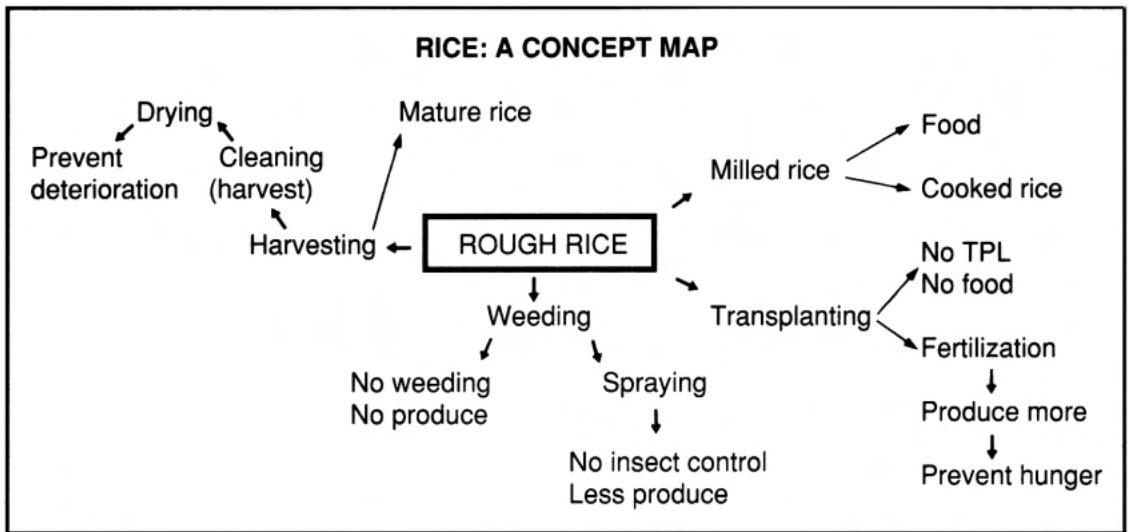 RICE: A CONCEPT MAP
Drying
Mature rice
Food
Prevent
deterioration
Cleaning
(harvest)
Milled rice
Cooked rice
Harvesting
ROUGH RICE
No TPL
No food
Weeding
Transplanting
Fertilization
No weeding
No produce
Spraying
Produce more
No insect control
Less produce
Prevent hunger